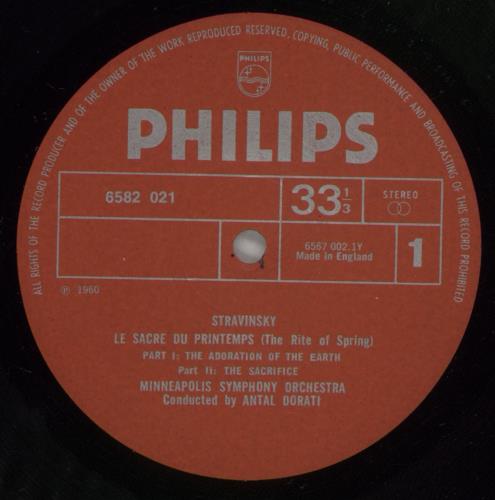 ALL RIGHTS OF THE RECORD PRODUCER AND OF THE OWNER OF THE WORK REPRODUCED RESERVED, COPYING, PUBLIC PERFORMANCE AND BROADCASTING OF THIS RECORD PROHIBITED
PHILIPS
PHILIPS
6582 021
33 1/3
STEREO
6567 002.1Y
Made in England
1
℗ 1960
STRAVINSKY
LE SACRE DU PRINTEMPS (The Rite of Spring)
PART I: THE ADORATION OF THE EARTH
Part II: THE SACRIFICE
MINNEAPOLIS SYMPHONY ORCHESTRA
Conducted by ANTAL DORATI